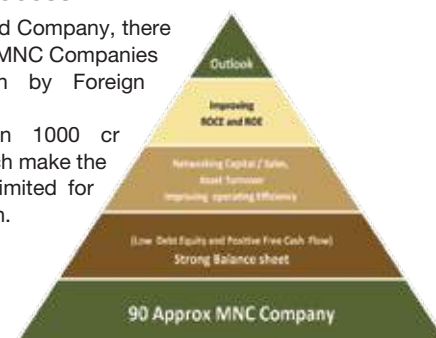 d Company, there
MNC Companies
n by Foreign
n 1000 cr
ch make the
imited for
n.
Outlook
Improving
ROCE and ROE
Networking Capital / Sales,
Asset Turnover
Improving operating Efficiency
(Low Debt Equity and Positive Free Cash Flow)
Strong Balance sheet
90 Approx MNC Company